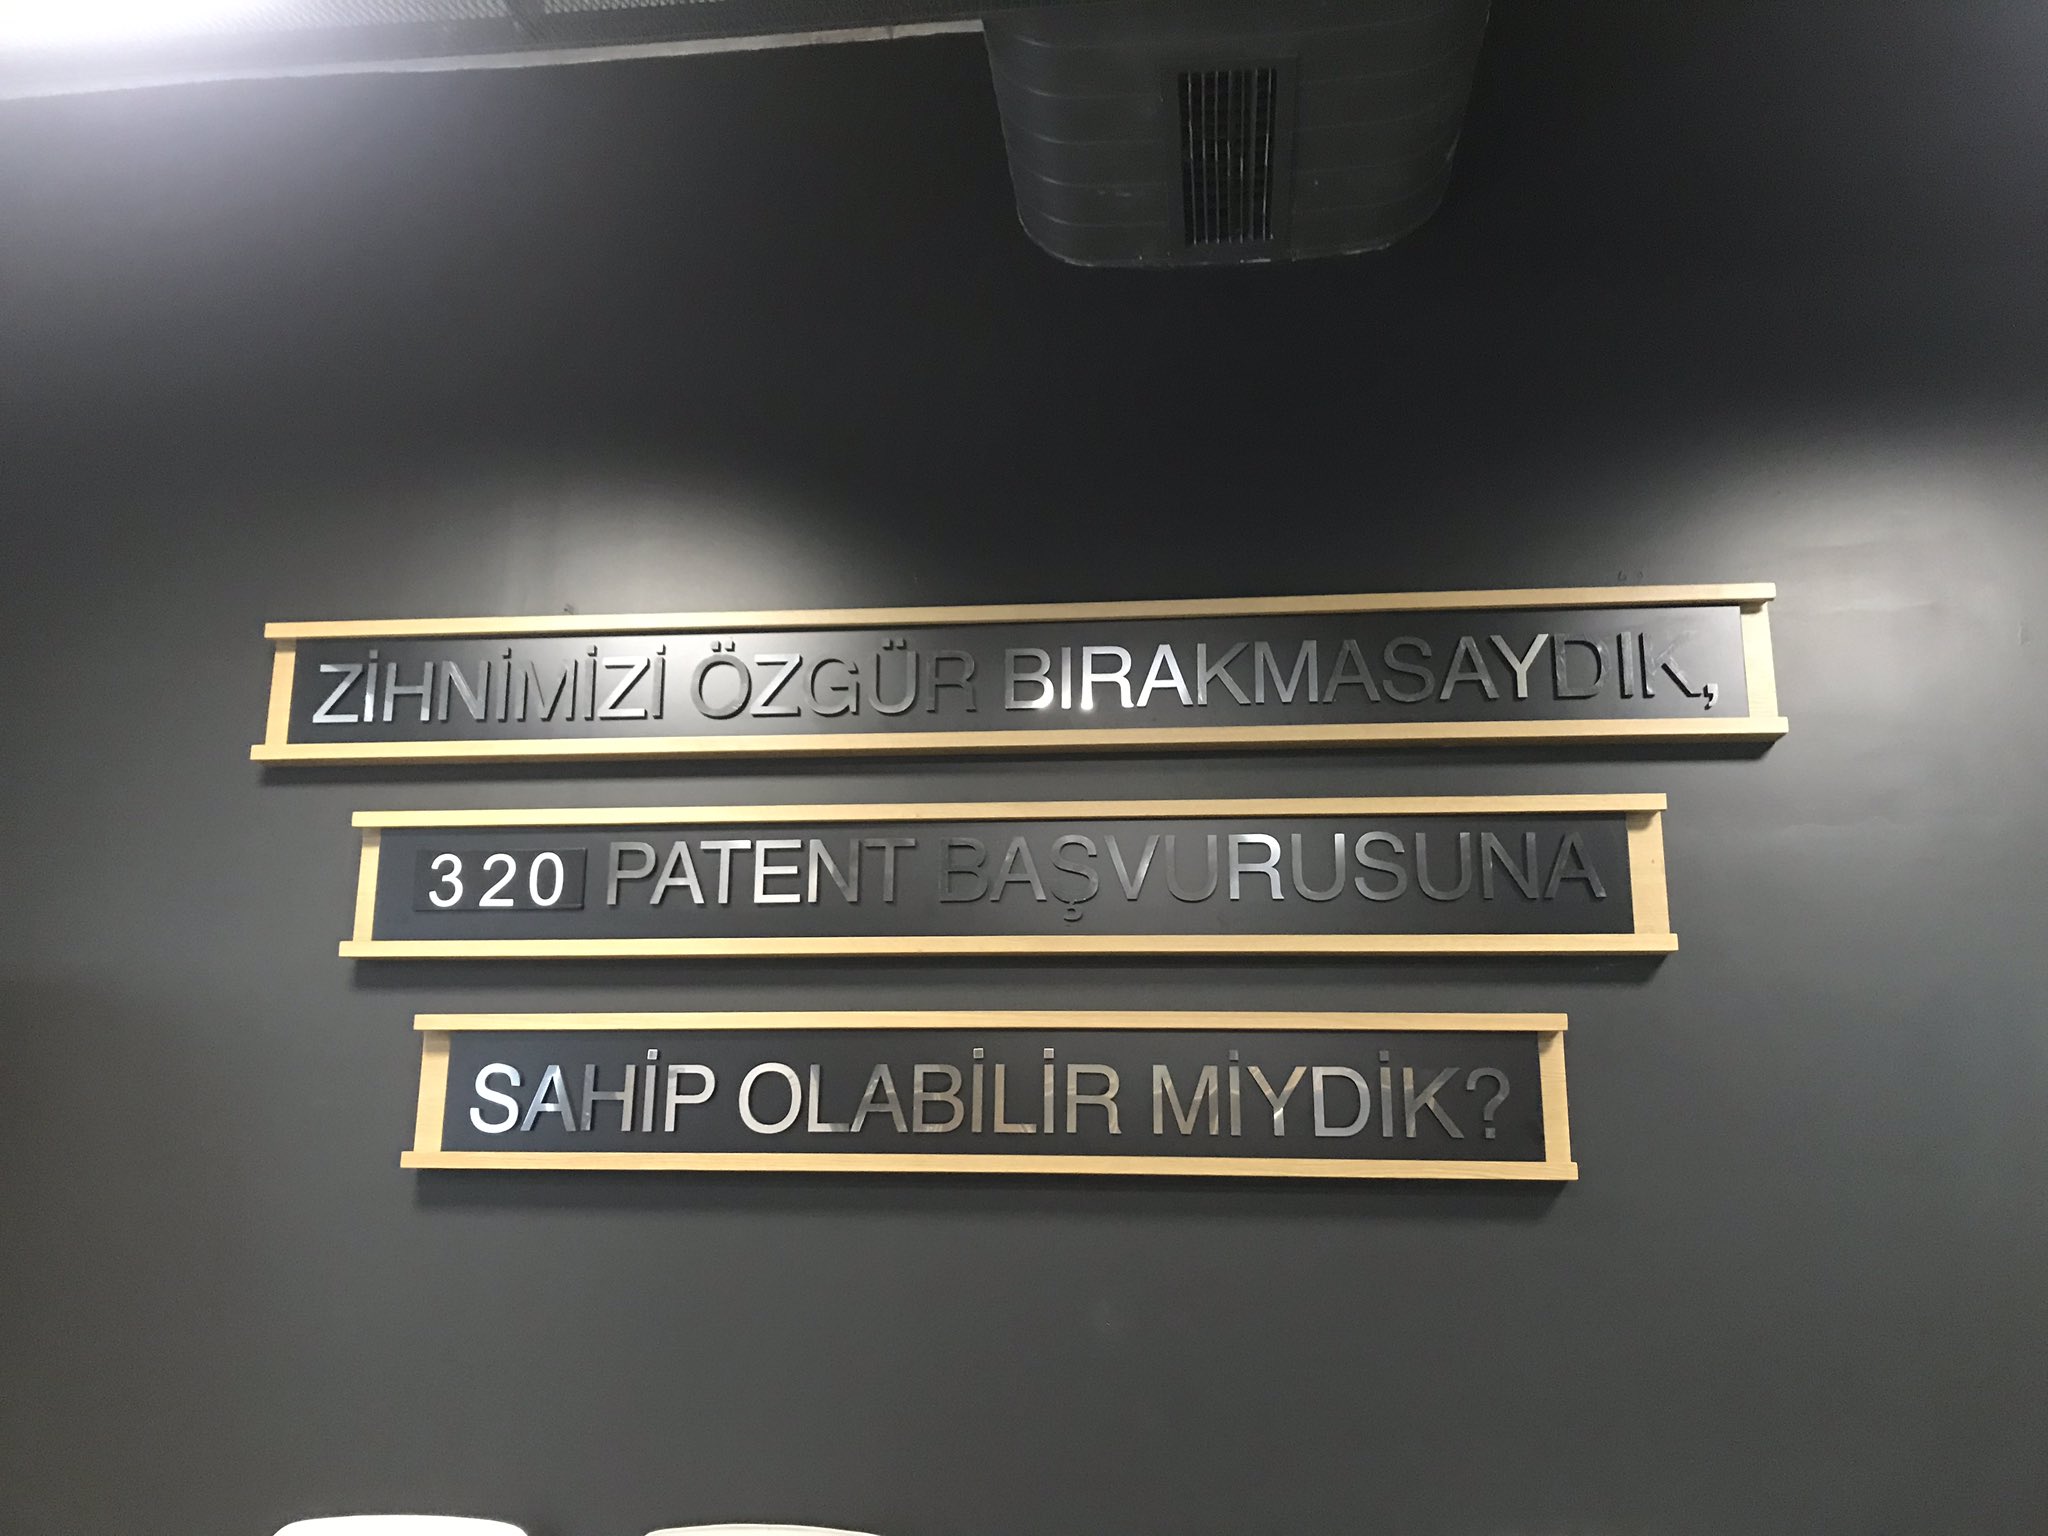 ZİHNİMİZİ ÖZGÜR BIRAKMASAYDIK,
320 PATENT BAŞVURUSUNA
SAHİP OLABİLİR MİYDİK?